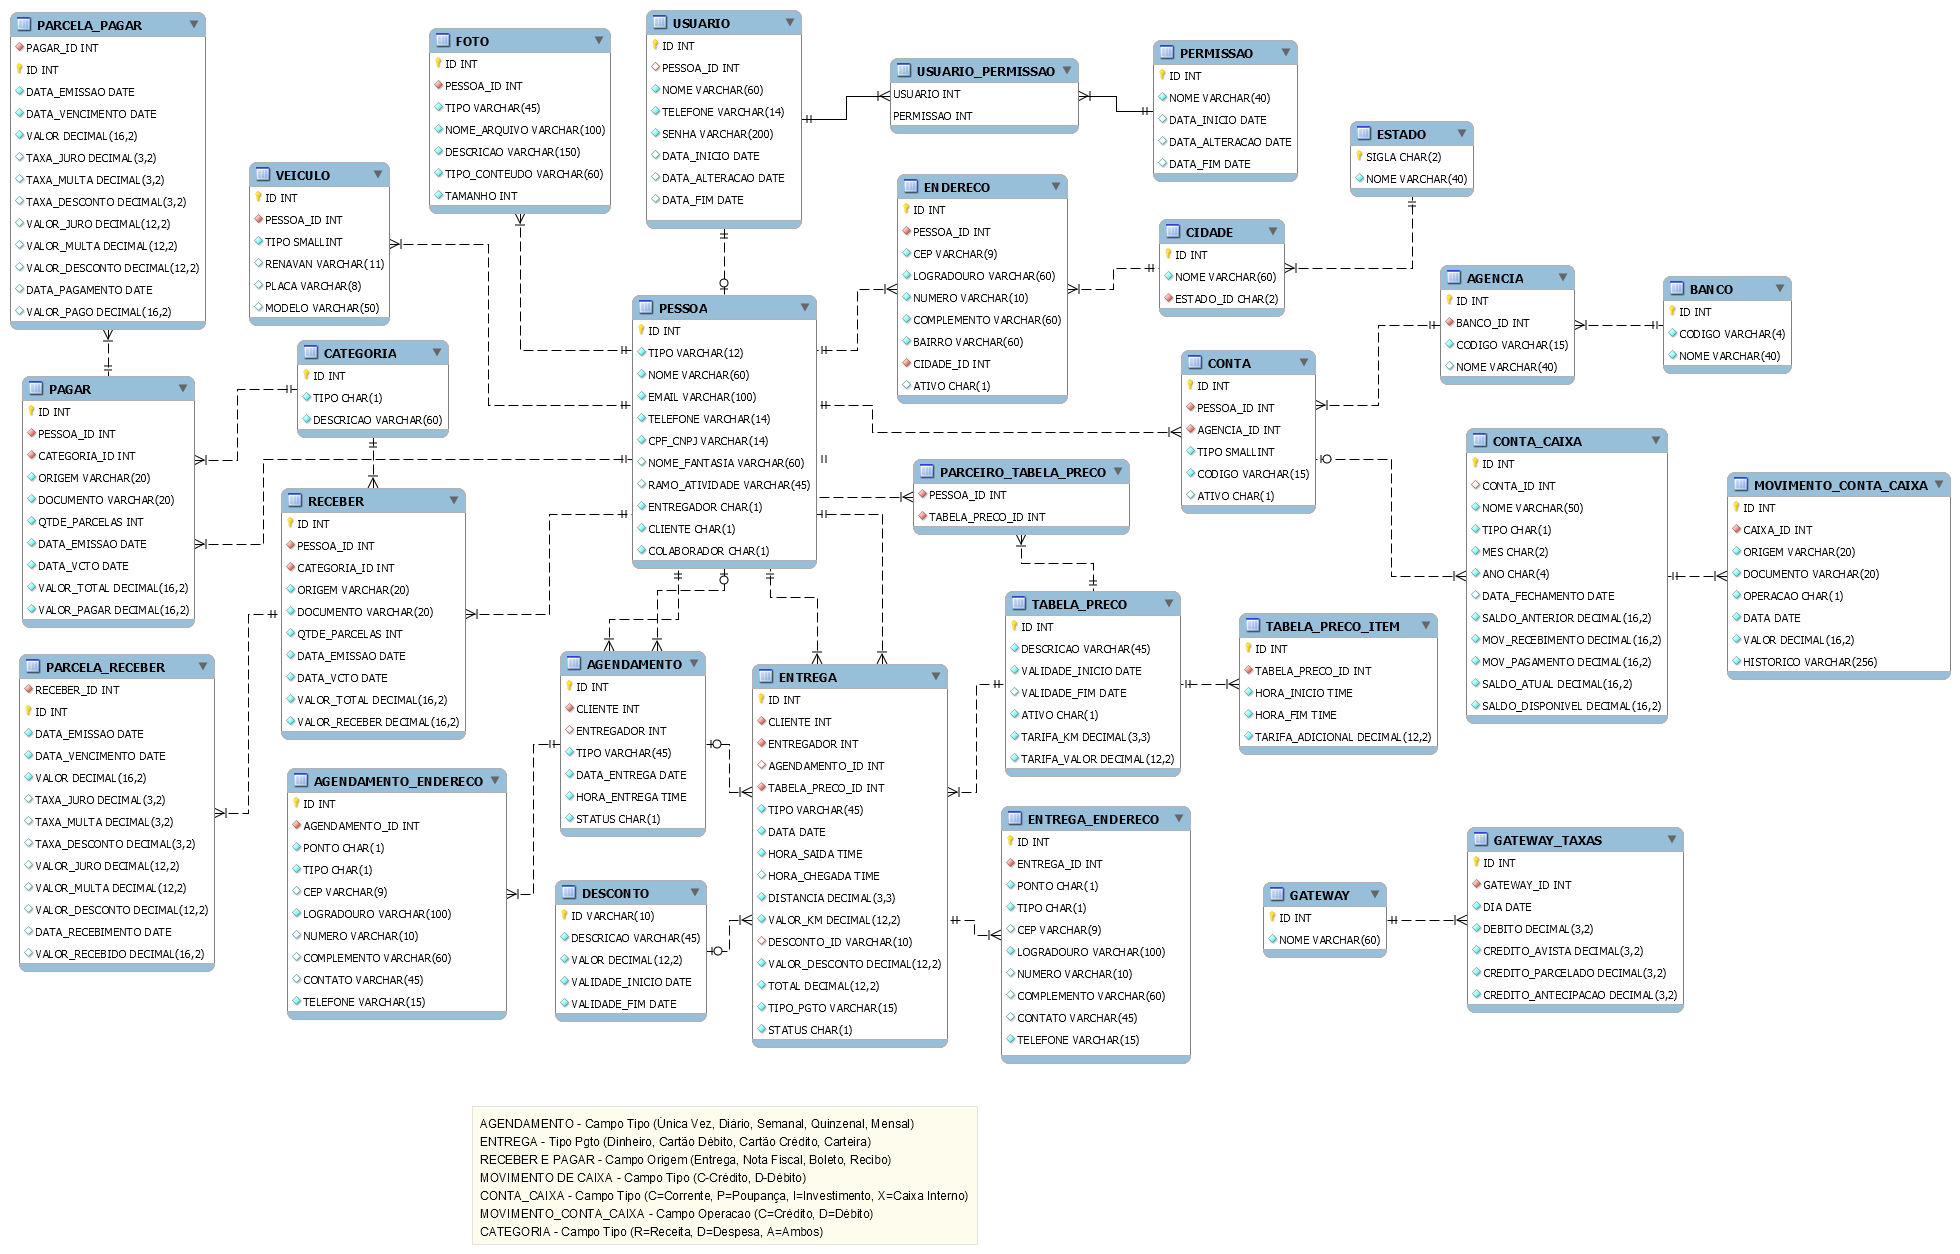 PARCELA_PAGAR
PAGAR_ID INT
ID INT
DATA_EMISSAO DATE
DATA_VENCIMENTO DATE
VALOR DECIMAL(16,2)
TAXA_JURO DECIMAL(3,2)
TAXA_MULTA DECIMAL(3,2)
TAXA_DESCONTO DECIMAL(3,2)
VALOR_JURO DECIMAL(12,2)
VALOR_MULTA DECIMAL(12,2)
VALOR_DESCONTO DECIMAL(12,2)
DATA_PAGAMENTO DATE
VALOR_PAGO DECIMAL(16,2)
FOTO
ID INT
PESSOA_ID INT
TIPO VARCHAR(45)
NOME_ARQUIVO VARCHAR(100)
DESCRICAO VARCHAR(150)
TIPO_CONTEUDO VARCHAR(60)
TAMANHO INT
USUARIO
ID INT
PESSOA_ID INT
NOME VARCHAR(60)
TELEFONE VARCHAR(14)
SENHA VARCHAR(200)
DATA_INICIO DATE
DATA_ALTERACAO DATE
DATA_FIM DATE
USUARIO_PERMISSAO
USUARIO INT
PERMISSAO INT
PERMISSAO
ID INT
NOME VARCHAR(40)
DATA_INICIO DATE
DATA_ALTERACAO DATE
DATA_FIM DATE
ESTADO
SIGLA CHAR(2)
NOME VARCHAR(40)
VEICULO
ID INT
PESSOA_ID INT
TIPO SMALLINT
RENAVAN VARCHAR(11)
PLACA VARCHAR(8)
MODELO VARCHAR(50)
ENDERECO
ID INT
PESSOA_ID INT
CEP VARCHAR(9)
LOGRADOURO VARCHAR(60)
NUMERO VARCHAR(10)
COMPLEMENTO VARCHAR(60)
BAIRRO VARCHAR(60)
CIDADE_ID INT
ATIVO CHAR(1)
CIDADE
ID INT
NOME VARCHAR(60)
ESTADO_ID CHAR(2)
AGENCIA
ID INT
BANCO_ID INT
CODIGO VARCHAR(15)
NOME VARCHAR(40)
BANCO
ID INT
CODIGO VARCHAR(4)
NOME VARCHAR(40)
PESSOA
ID INT
TIPO VARCHAR(12)
NOME VARCHAR(60)
EMAIL VARCHAR(100)
TELEFONE VARCHAR(14)
CPF_CNPJ VARCHAR(14)
NOME_FANTASIA VARCHAR(60)
RAMO_ATIVIDADE VARCHAR(45)
ENTREGADOR CHAR(1)
CLIENTE CHAR(1)
COLABORADOR CHAR(1)
CATEGORIA
ID INT
TIPO CHAR(1)
DESCRICAO VARCHAR(60)
PAGAR
ID INT
PESSOA_ID INT
CATEGORIA_ID INT
ORIGEM VARCHAR(20)
DOCUMENTO VARCHAR(20)
QTDE_PARCELAS INT
DATA_EMISSAO DATE
DATA_VCTO DATE
VALOR_TOTAL DECIMAL(16,2)
VALOR_PAGAR DECIMAL(16,2)
CONTA
ID INT
PESSOA_ID INT
AGENCIA_ID INT
TIPO SMALLINT
CODIGO VARCHAR(15)
ATIVO CHAR(1)
CONTA_CAIXA
ID INT
CONTA_ID INT
NOME VARCHAR(50)
TIPO CHAR(1)
MES CHAR(2)
ANO CHAR(4)
DATA_FECHAMENTO DATE
SALDO_ANTERIOR DECIMAL(16,2)
MOV_RECEBIMENTO DECIMAL(16,2)
MOV_PAGAMENTO DECIMAL(16,2)
SALDO_ATUAL DECIMAL(16,2)
SALDO_DISPONIVEL DECIMAL(16,2)
MOVIMENTO_CONTA_CAIXA
ID INT
CAIXA_ID INT
ORIGEM VARCHAR(20)
DOCUMENTO VARCHAR(20)
OPERACAO CHAR(1)
DATA DATE
VALOR DECIMAL(16,2)
HISTORICO VARCHAR(256)
PARCEIRO_TABELA_PRECO
PESSOA_ID INT
TABELA_PRECO_ID INT
RECEBER
ID INT
PESSOA_ID INT
CATEGORIA_ID INT
ORIGEM VARCHAR(20)
DOCUMENTO VARCHAR(20)
QTDE_PARCELAS INT
DATA_EMISSAO DATE
DATA_VCTO DATE
VALOR_TOTAL DECIMAL(16,2)
VALOR_RECEBER DECIMAL(16,2)
TABELA_PRECO
ID INT
DESCRICAO VARCHAR(45)
VALIDADE_INICIO DATE
VALIDADE_FIM DATE
ATIVO CHAR(1)
TARIFA_KM DECIMAL(3,3)
TARIFA_VALOR DECIMAL(12,2)
TABELA_PRECO_ITEM
ID INT
TABELA_PRECO_ID INT
HORA_INICIO TIME
HORA_FIM TIME
TARIFA_ADICIONAL DECIMAL(12,2)
PARCELA_RECEBER
RECEBER_ID INT
ID INT
DATA_EMISSAO DATE
DATA_VENCIMENTO DATE
VALOR DECIMAL(16,2)
TAXA_JURO DECIMAL(3,2)
TAXA_MULTA DECIMAL(3,2)
TAXA_DESCONTO DECIMAL(3,2)
VALOR_JURO DECIMAL(12,2)
VALOR_MULTA DECIMAL(12,2)
VALOR_DESCONTO DECIMAL(12,2)
DATA_RECEBIMENTO DATE
VALOR_RECEBIDO DECIMAL(16,2)
AGENDAMENTO
ID INT
CLIENTE INT
ENTREGADOR INT
TIPO VARCHAR(45)
DATA_ENTREGA DATE
HORA_ENTREGA TIME
STATUS CHAR(1)
ENTREGA
ID INT
CLIENTE INT
ENTREGADOR INT
AGENDAMENTO_ID INT
TABELA_PRECO_ID INT
TIPO VARCHAR(45)
DATA DATE
HORA_SAIDA TIME
HORA_CHEGADA TIME
DISTANCIA DECIMAL(3,3)
VALOR_KM DECIMAL(12,2)
DESCONTO_ID VARCHAR(10)
VALOR_DESCONTO DECIMAL(12,2)
TOTAL DECIMAL(12,2)
TIPO_PGTO VARCHAR(15)
STATUS CHAR(1)
AGENDAMENTO_ENDERECO
ID INT
AGENDAMENTO_ID INT
PONTO CHAR(1)
TIPO CHAR(1)
CEP VARCHAR(9)
LOGRADOURO VARCHAR(100)
NUMERO VARCHAR(10)
COMPLEMENTO VARCHAR(60)
CONTATO VARCHAR(45)
TELEFONE VARCHAR(15)
DESCONTO
ID VARCHAR(10)
DESCRICAO VARCHAR(45)
VALOR DECIMAL(12,2)
VALIDADE_INICIO DATE
VALIDADE_FIM DATE
ENTREGA_ENDERECO
ID INT
ENTREGA_ID INT
PONTO CHAR(1)
TIPO CHAR(1)
CEP VARCHAR(9)
LOGRADOURO VARCHAR(100)
NUMERO VARCHAR(10)
COMPLEMENTO VARCHAR(60)
CONTATO VARCHAR(45)
TELEFONE VARCHAR(15)
GATEWAY
ID INT
NOME VARCHAR(60)
GATEWAY_TAXAS
ID INT
GATEWAY_ID INT
DIA DATE
DEBITO DECIMAL(3,2)
CREDITO_AVISTA DECIMAL(3,2)
CREDITO_PARCELADO DECIMAL(3,2)
CREDITO_ANTECIPACAO DECIMAL(3,2)
AGENDAMENTO - Campo Tipo (Única Vez, Diário, Semanal, Quinzenal, Mensal)
ENTREGA - Tipo Pgto (Dinheiro, Cartão Débito, Cartão Crédito, Carteira)
RECEBER E PAGAR - Campo Origem (Entrega, Nota Fiscal, Boleto, Recibo)
MOVIMENTO DE CAIXA - Campo Tipo (C-Crédito, D-Débito)
CONTA_CAIXA - Campo Tipo (C=Corrente, P=Poupança, I=Investimento, X=Caixa Interno)
MOVIMENTO_CONTA_CAIXA - Campo Operacao (C=Crédito, D=Débito)
CATEGORIA - Campo Tipo (R=Receita, D=Despesa, A=Ambos)